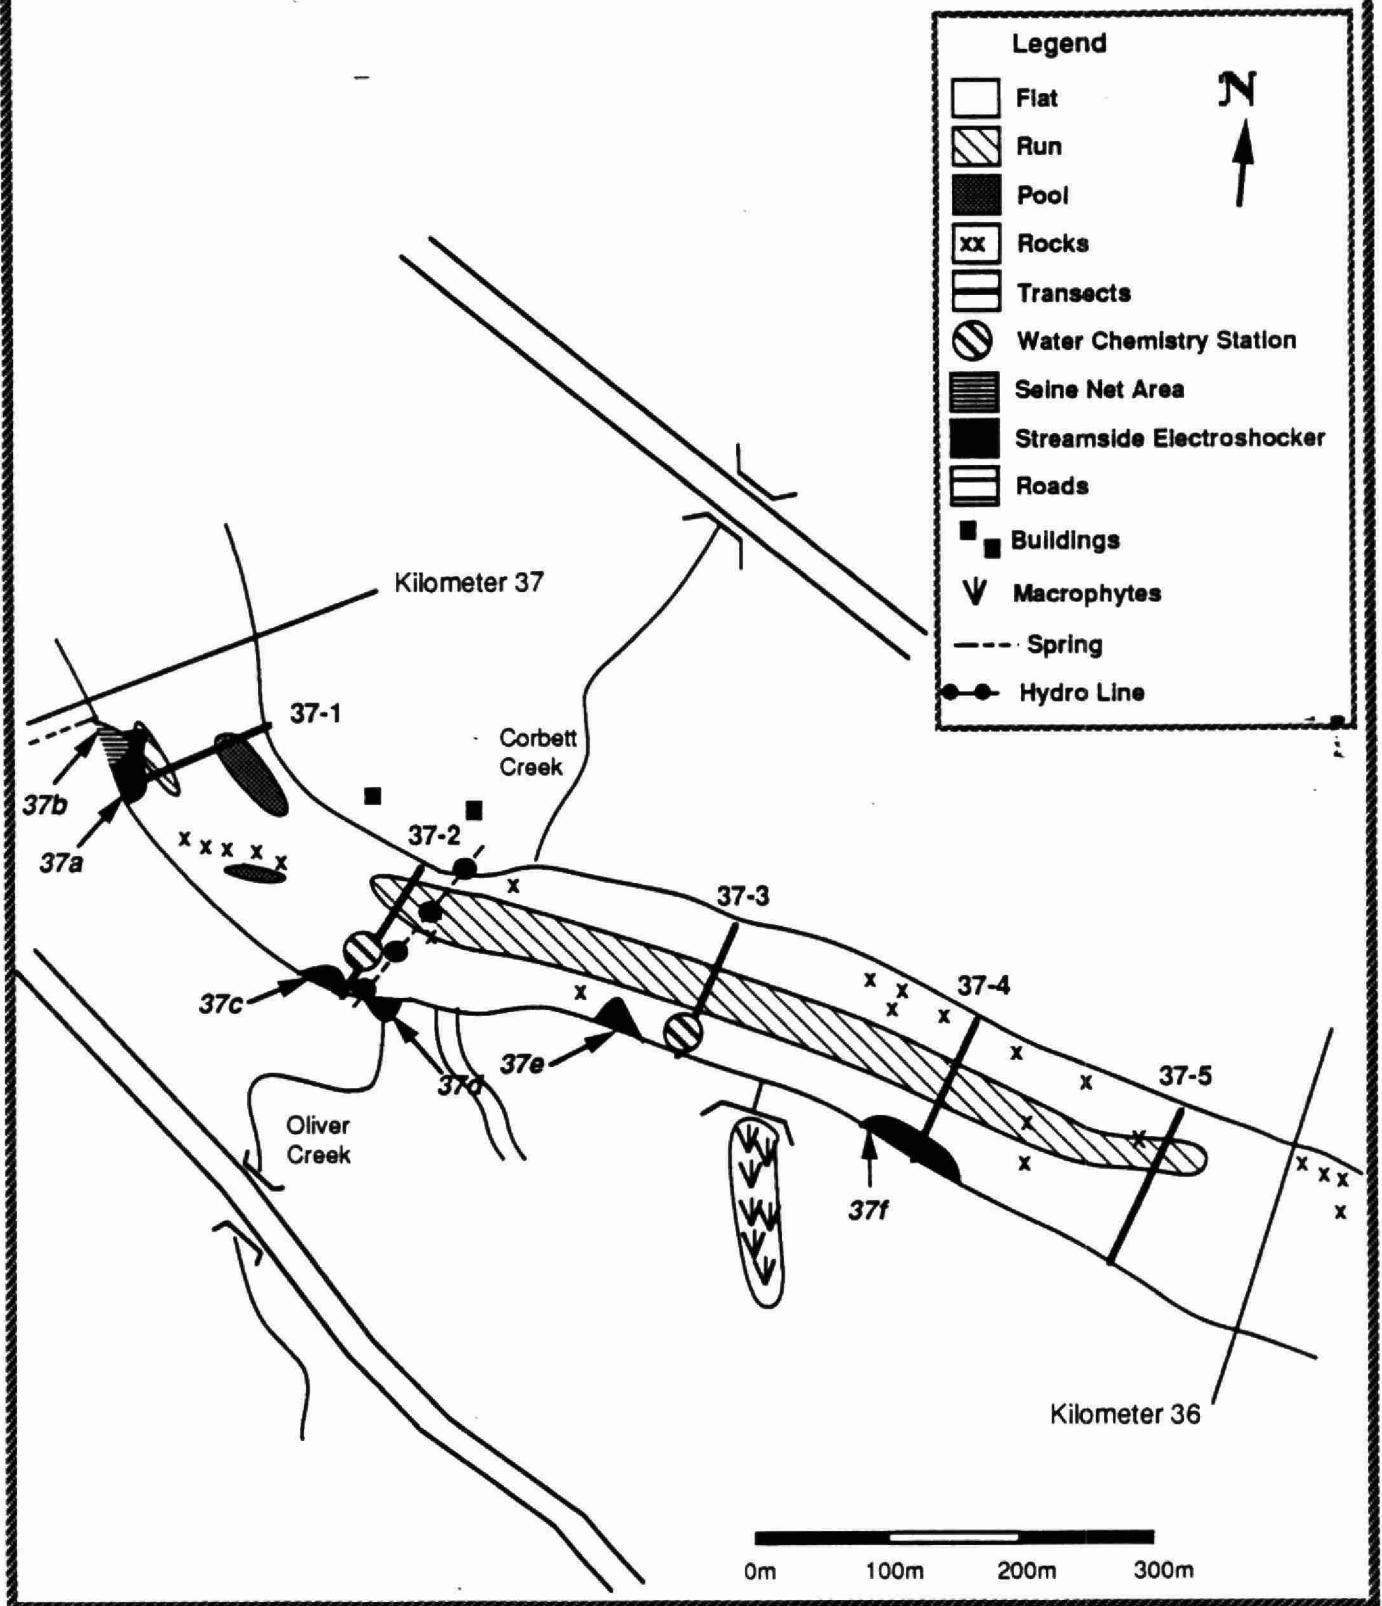 Legend
N
Flat
Run
Pool
xx Rocks
Transects
Water Chemistry Station
Seine Net Area
Streamside Electroshocker
Roads
Buildings
Macrophytes
Spring
Hydro Line
Kilometer 37
37-1
Corbett
Creek
37b
37a
37-2
37-3
37-4
37c
37e
37d
37-5
Oliver
Creek
37f
Kilometer 36
0m 100m 200m 300m